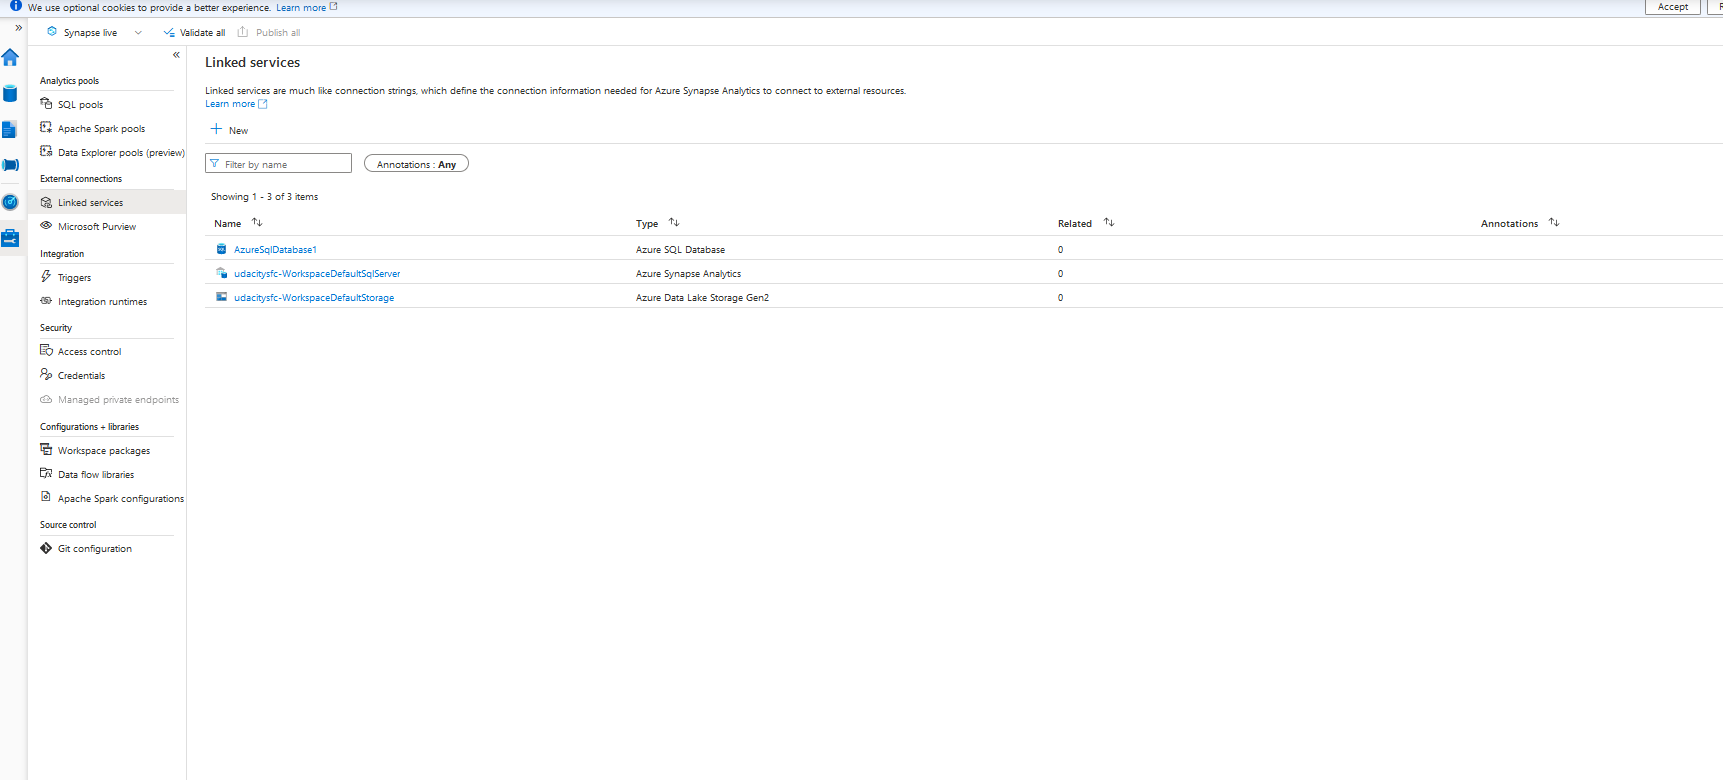 We use optional cookies to provide a better experience. Learn more
Accept
Synapse live
Validate all
Publish all
Analytics pools
SQL pools
Apache Spark pools
Data Explorer pools (preview)
External connections
Linked services
Microsoft Purview
Integration
Triggers
Integration runtimes
Security
Access control
Credentials
Managed private endpoints
Configurations + libraries
Workspace packages
Data flow libraries
Apache Spark configurations
Source control
Git configuration
Linked services
Linked services are much like connection strings, which define the connection information needed for Azure Synapse Analytics to connect to external resources.
Learn more
New
Filter by name
Annotations : Any
Showing 1 - 3 of 3 items
Name Type Related Annotations
AzureSqlDatabase1 Azure SQL Database 0
udacitysfc-WorkspaceDefaultSqlServer Azure Synapse Analytics 0
udacitysfc-WorkspaceDefaultStorage Azure Data Lake Storage Gen2 0